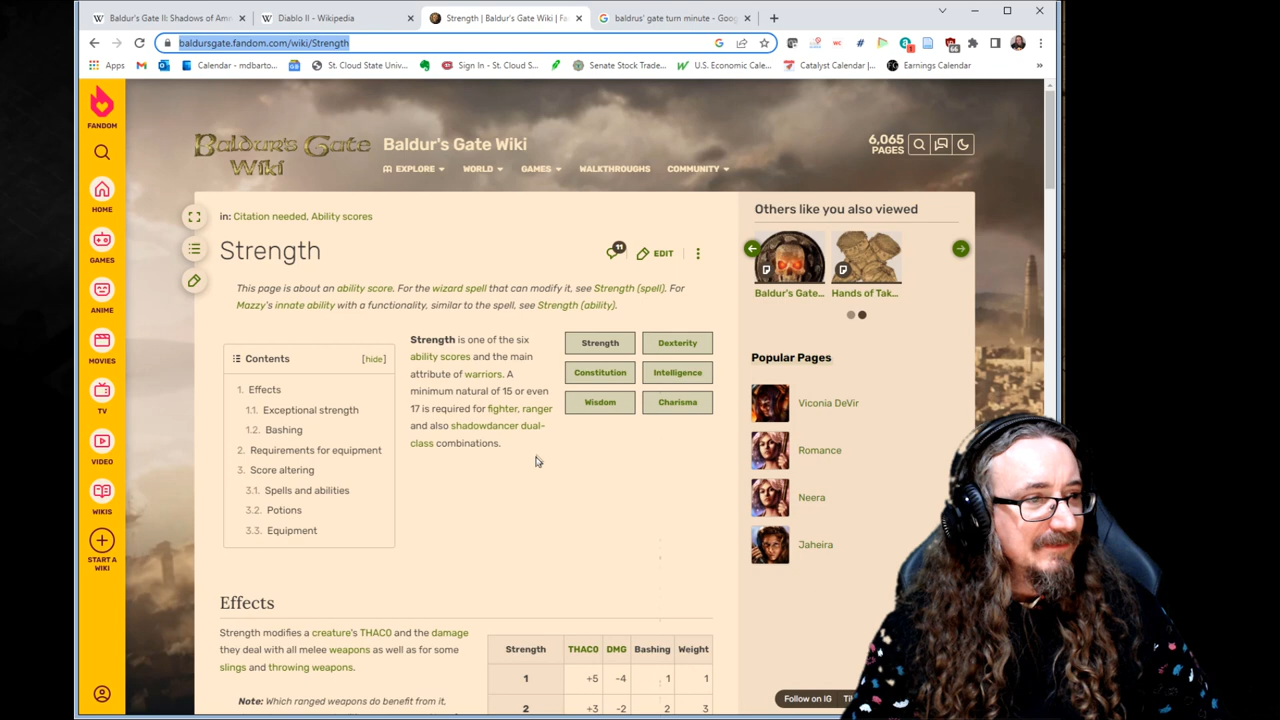 Baldur's Gate II: Shadows of Amn
Diablo II - Wikipedia
Strength | Baldur's Gate Wiki | Fa
baldrus' gate turn minute - Goog
baldursgate.fandom.com/wiki/Strength
Apps
Calendar - mdbarto...
St. Cloud State Univ...
Sign In - St. Cloud S...
Senate Stock Trade...
U.S. Economic Cale...
Catalyst Calendar |...
Earnings Calendar
FANDOM
HOME
GAMES
ANIME
MOVIES
TV
VIDEO
WIKIS
START A
WIKI
Baldur's Gate
Wiki
Baldur's Gate Wiki
6,065
PAGES
EXPLORE WORLD GAMES WALKTHROUGHS COMMUNITY
in: Citation needed, Ability scores
Strength
11
EDIT
This page is about an ability score. For the wizard spell that can modify it, see Strength (spell). For
Mazzy's innate ability with a functionality, similar to the spell, see Strength (ability).
Contents [hide]
1. Effects
1.1. Exceptional strength
1.2. Bashing
2. Requirements for equipment
3. Score altering
3.1. Spells and abilities
3.2. Potions
3.3. Equipment
Strength is one of the six
ability scores and the main
attribute of warriors. A
minimum natural of 15 or even
17 is required for fighter, ranger
and also shadowdancer dual-
class combinations.
Strength Dexterity
Constitution Intelligence
Wisdom Charisma
Effects
Strength modifies a creature's THAC0 and the damage
they deal with all melee weapons as well as for some
slings and throwing weapons.
Note: Which ranged weapons do benefit from it,
Strength THAC0 DMG Bashing Weight
1 +5 -4 1 1
2 +3 -2 2 3
Others like you also viewed
Baldur's Gate...
Hands of Tak...
Popular Pages
Viconia DeVir
Romance
Neera
Jaheira
Follow on IG